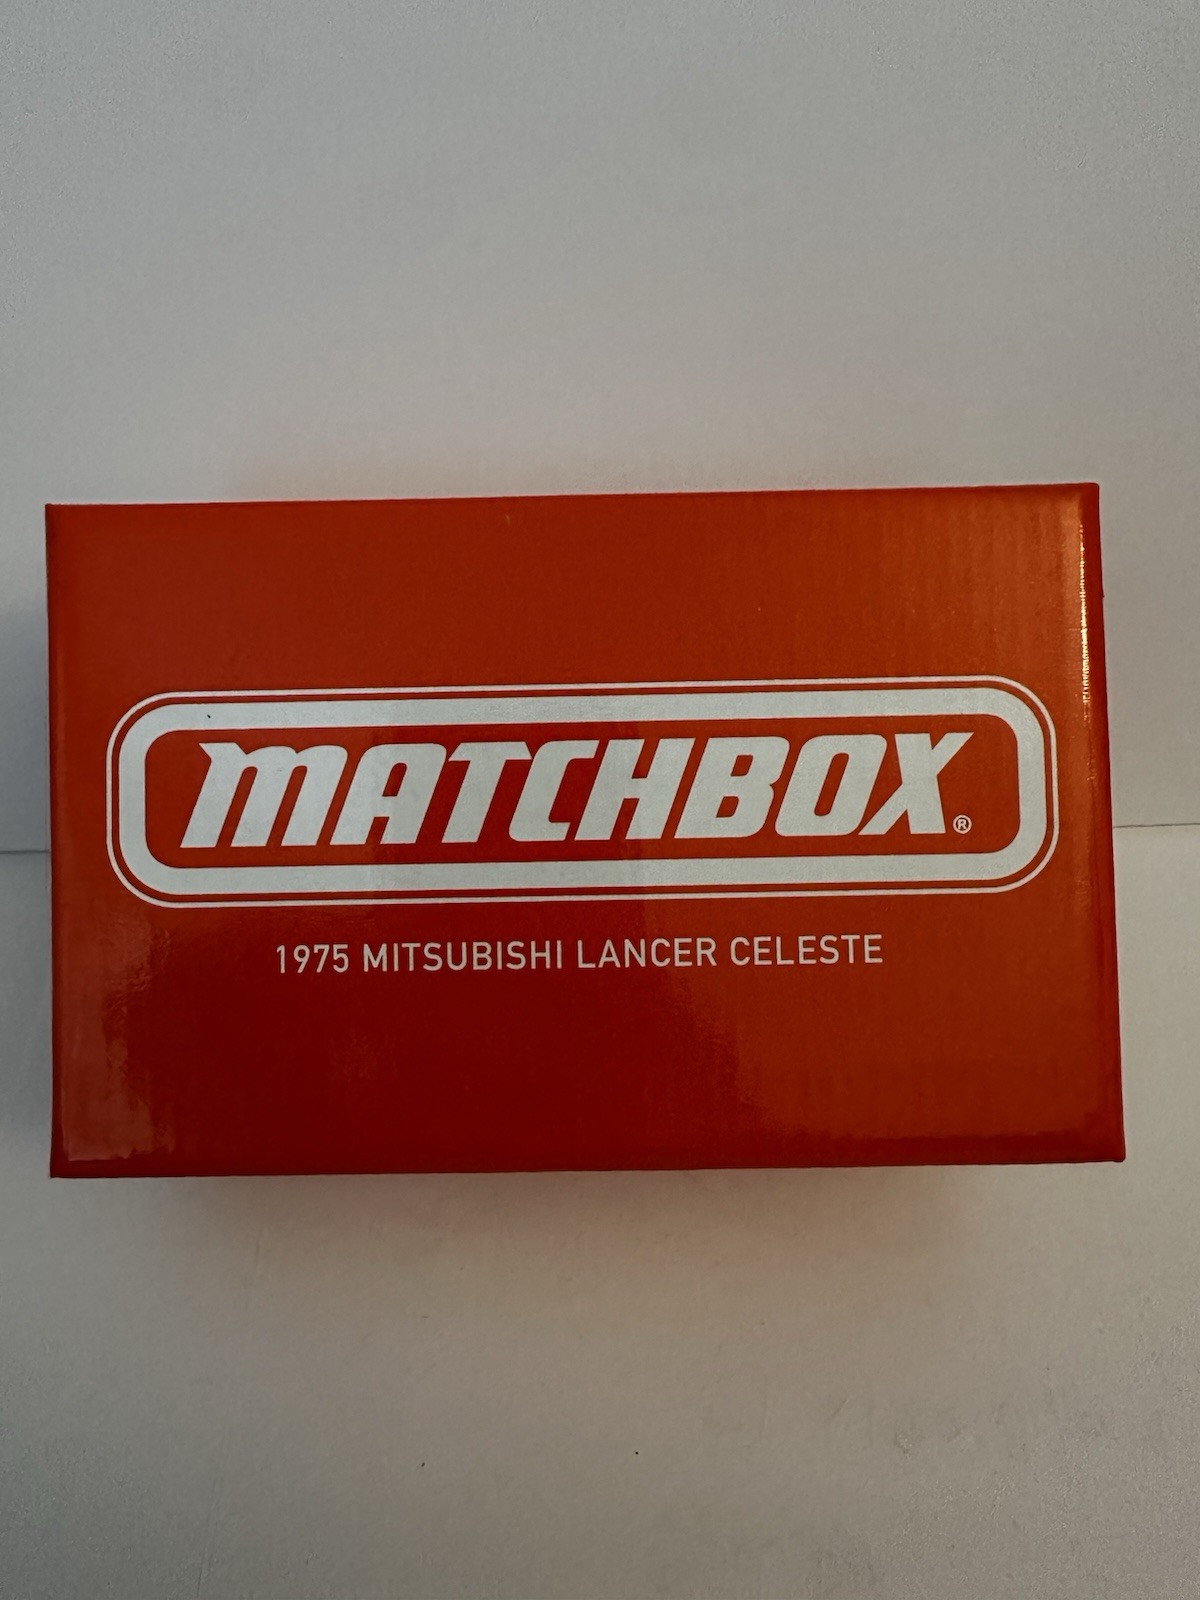 MATCHBOX®
1975 MITSUBISHI LANCER CELESTE